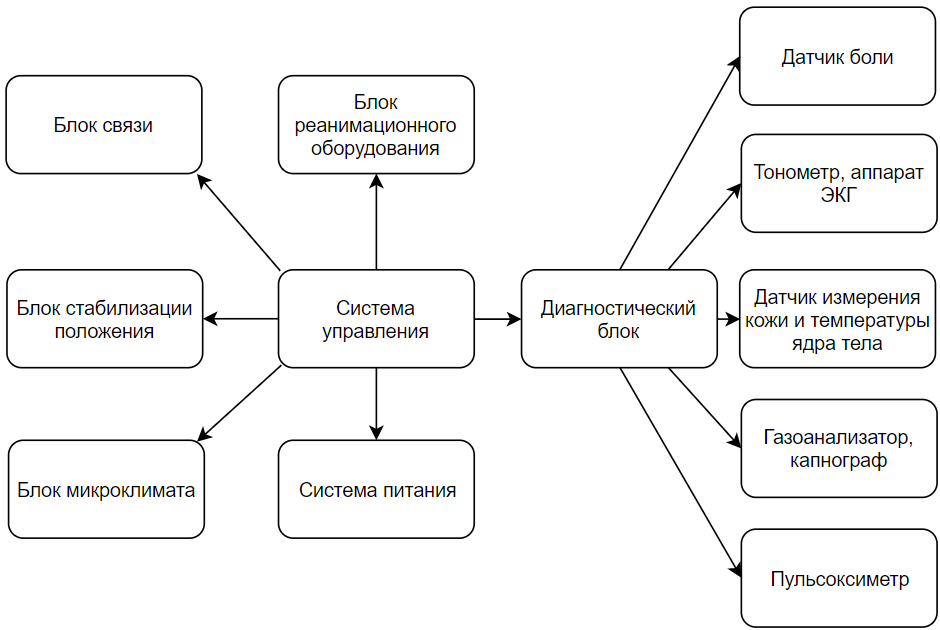 Датчик боли
Блок связи
Блок
реанимационного
оборудования
Тонометр, аппарат
ЭКГ
Блок стабилизации
положения
Система
управления
Диагностический
блок
Датчик измерения
кожи и температуры
ядра тела
Газоанализатор,
капнограф
Блок микроклимата
Система питания
Пульсоксиметр